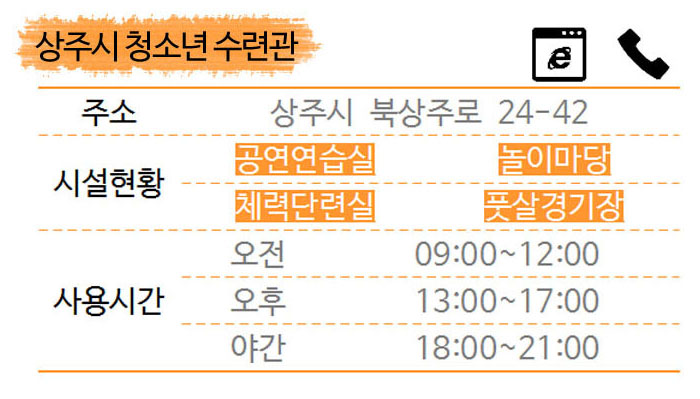 상주시 청소년 수련관
주소 상주시 북상주로 24-42
시설현황
공연연습실 놀이마당
체력단련실 풋살경기장
사용시간
오전 09:00~12:00
오후 13:00~17:00
야간 18:00~21:00